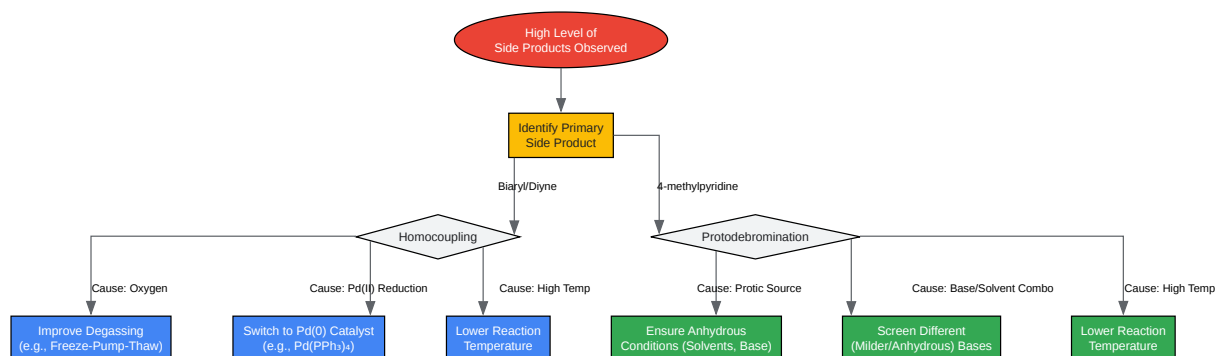 High Level of
Side Products Observed
Identify Primary
Side Product
Biaryl/Diyne
4-methylpyridine
Homocoupling
Protodebromination
Cause: Oxygen
Cause: Pd(II) Reduction
Cause: High Temp
Cause: Protic Source
Cause: Base/Solvent Combo
Cause: High Temp
Improve Degassing
(e.g., Freeze-Pump-Thaw)
Switch to Pd(0) Catalyst
(e.g., Pd(PPh₃)₄)
Lower Reaction
Temperature
Ensure Anhydrous
Conditions (Solvents, Base)
Screen Different
(Milder/Anhydrous) Bases
Lower Reaction
Temperature